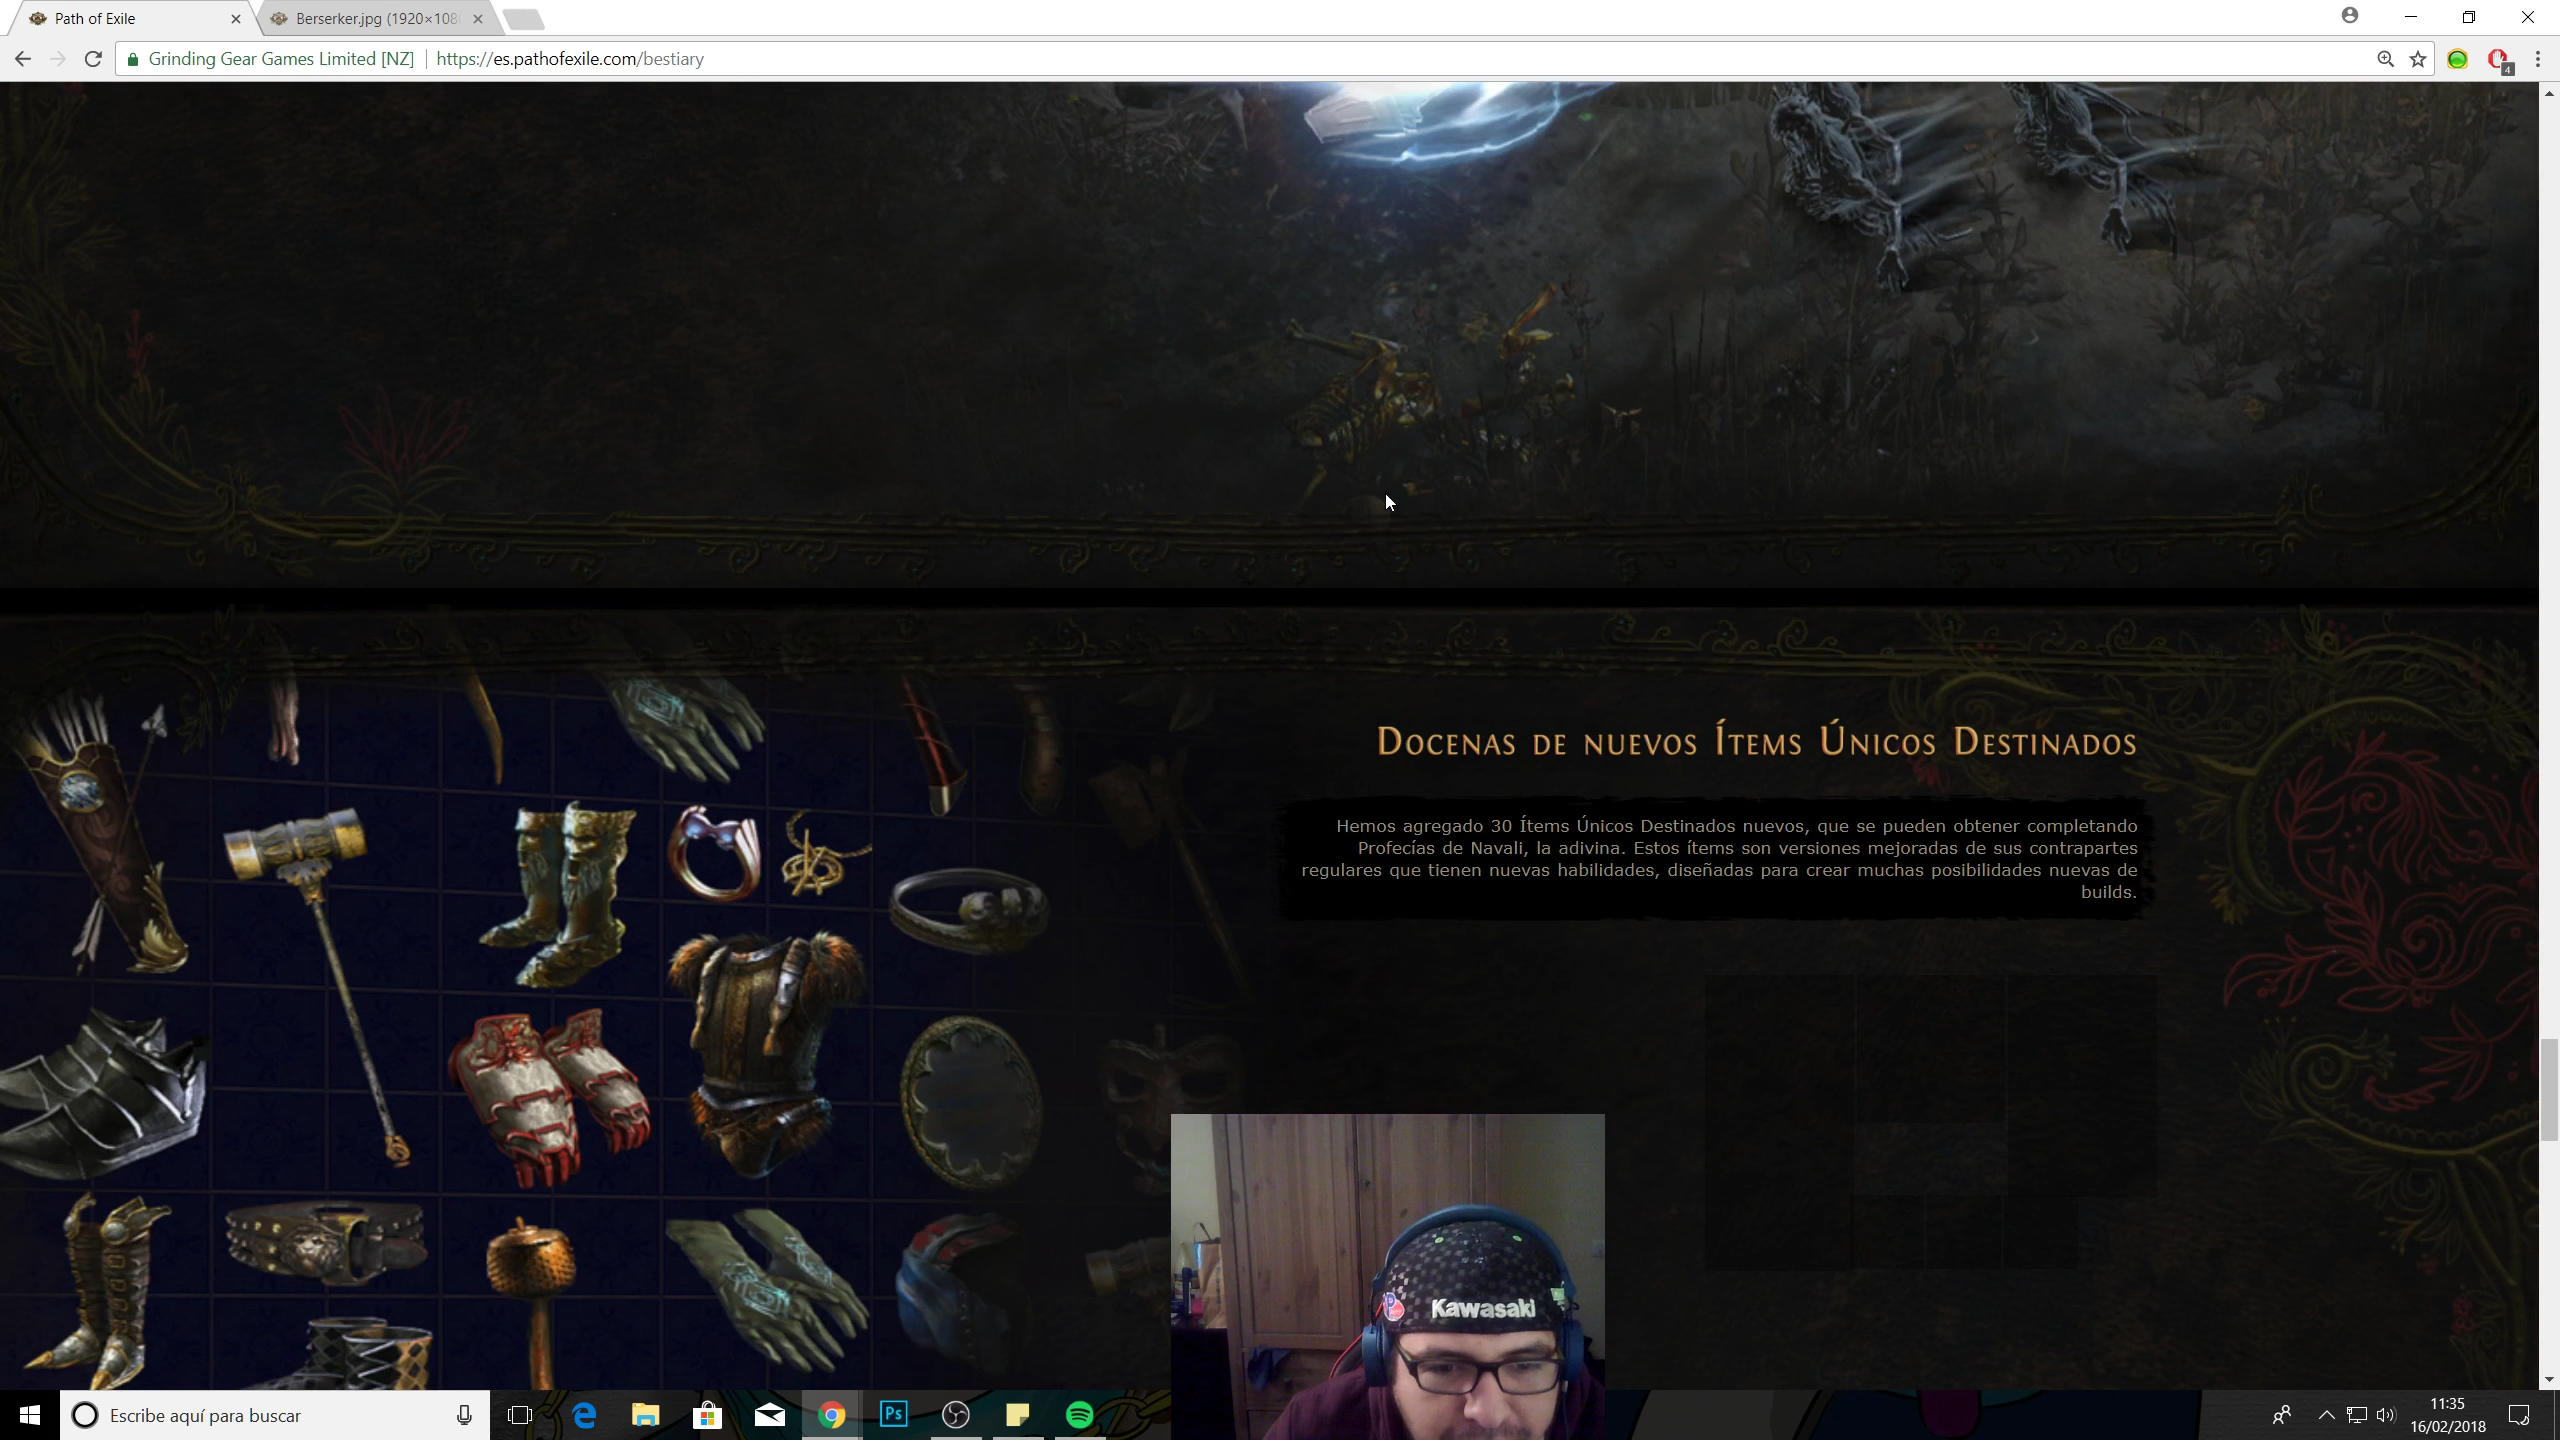 Path of Exile
Berserker.jpg (1920×108
Grinding Gear Games Limited [NZ]
https://es.pathofexile.com/bestiary
4
Docenas de nuevos Ítems Únicos Destinados
Hemos agregado 30 Ítems Únicos Destinados nuevos, que se pueden obtener completando
Profecías de Navali, la adivina. Estos ítems son versiones mejoradas de sus contrapartes
regulares que tienen nuevas habilidades, diseñadas para crear muchas posibilidades nuevas de
builds.
Kawasaki
Escribe aquí para buscar
Ps
11:35
16/02/2018